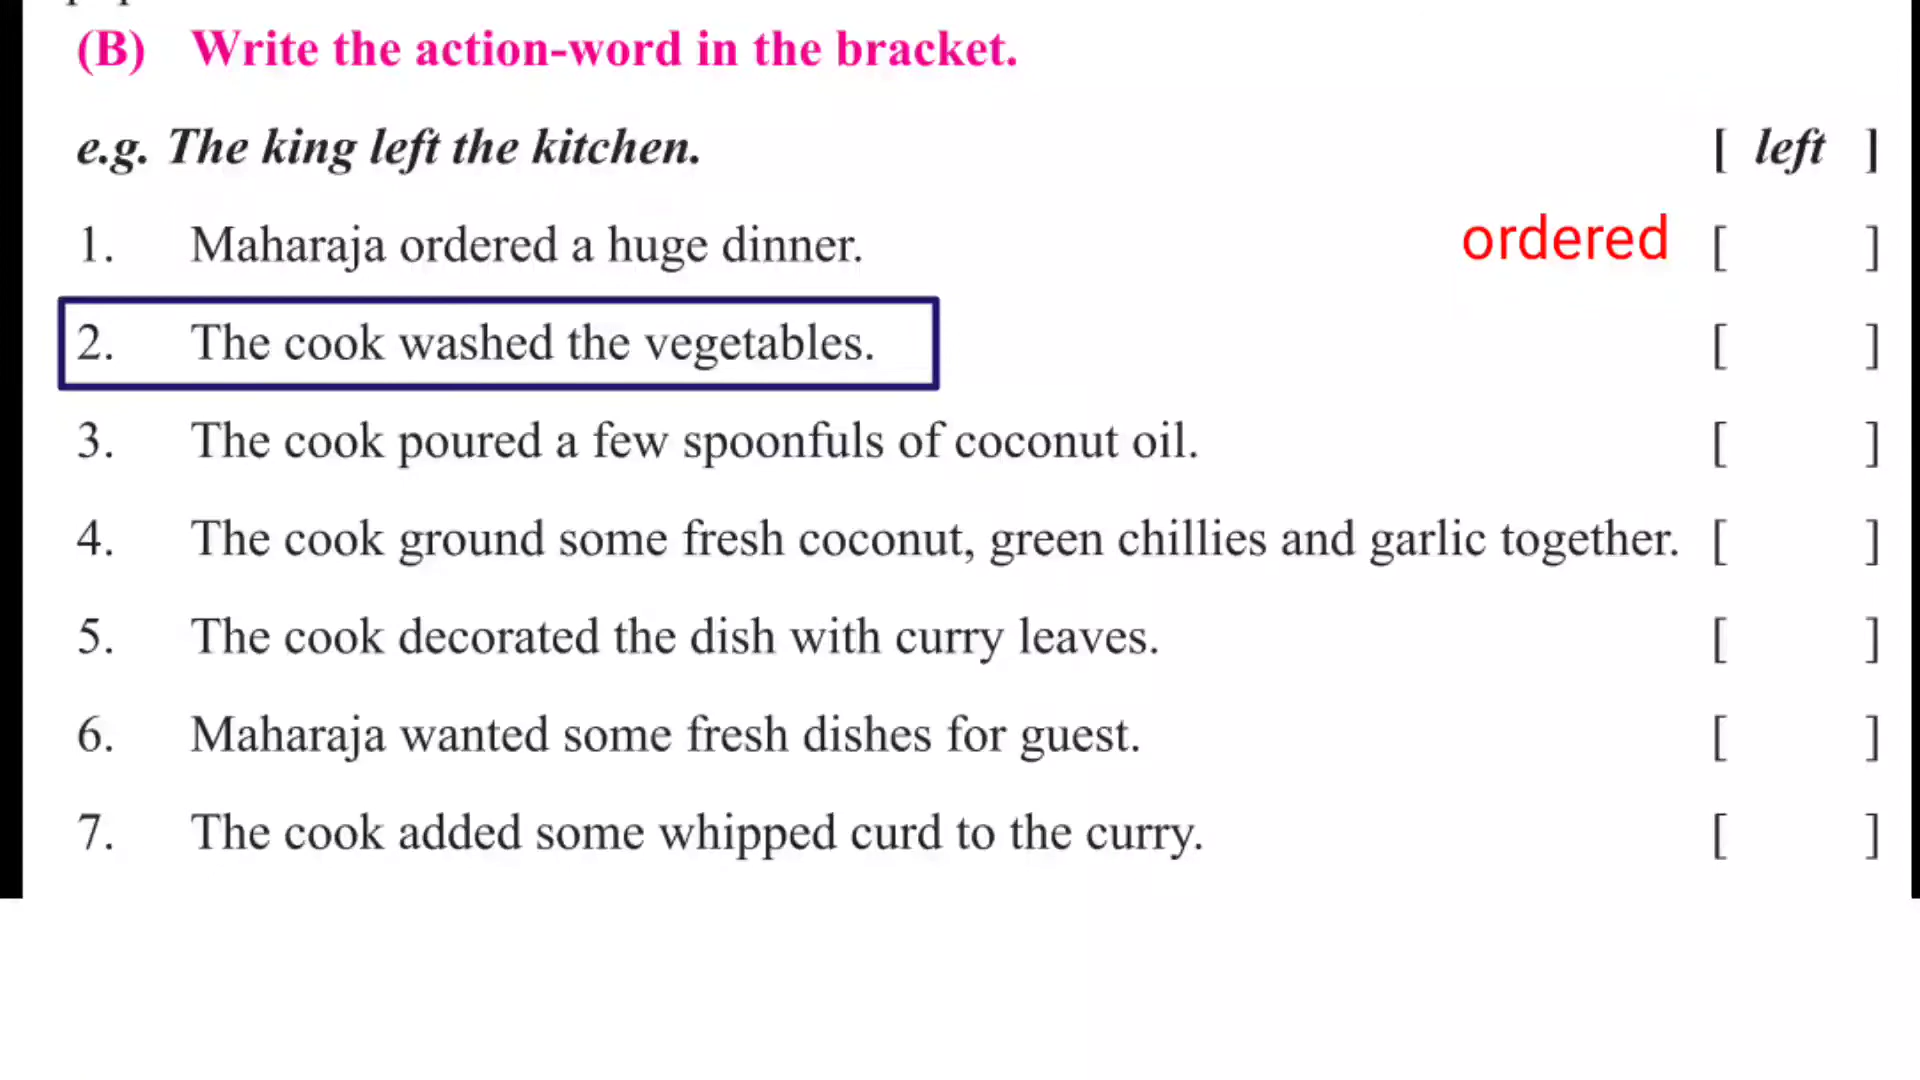 (B) Write the action-word in the bracket.
e.g. The king left the kitchen. [ left ]
1. Maharaja ordered a huge dinner. ordered [ ]
2. The cook washed the vegetables. [ ]
3. The cook poured a few spoonfuls of coconut oil. [ ]
4. The cook ground some fresh coconut, green chillies and garlic together. [ ]
5. The cook decorated the dish with curry leaves. [ ]
6. Maharaja wanted some fresh dishes for guest. [ ]
7. The cook added some whipped curd to the curry. [ ]